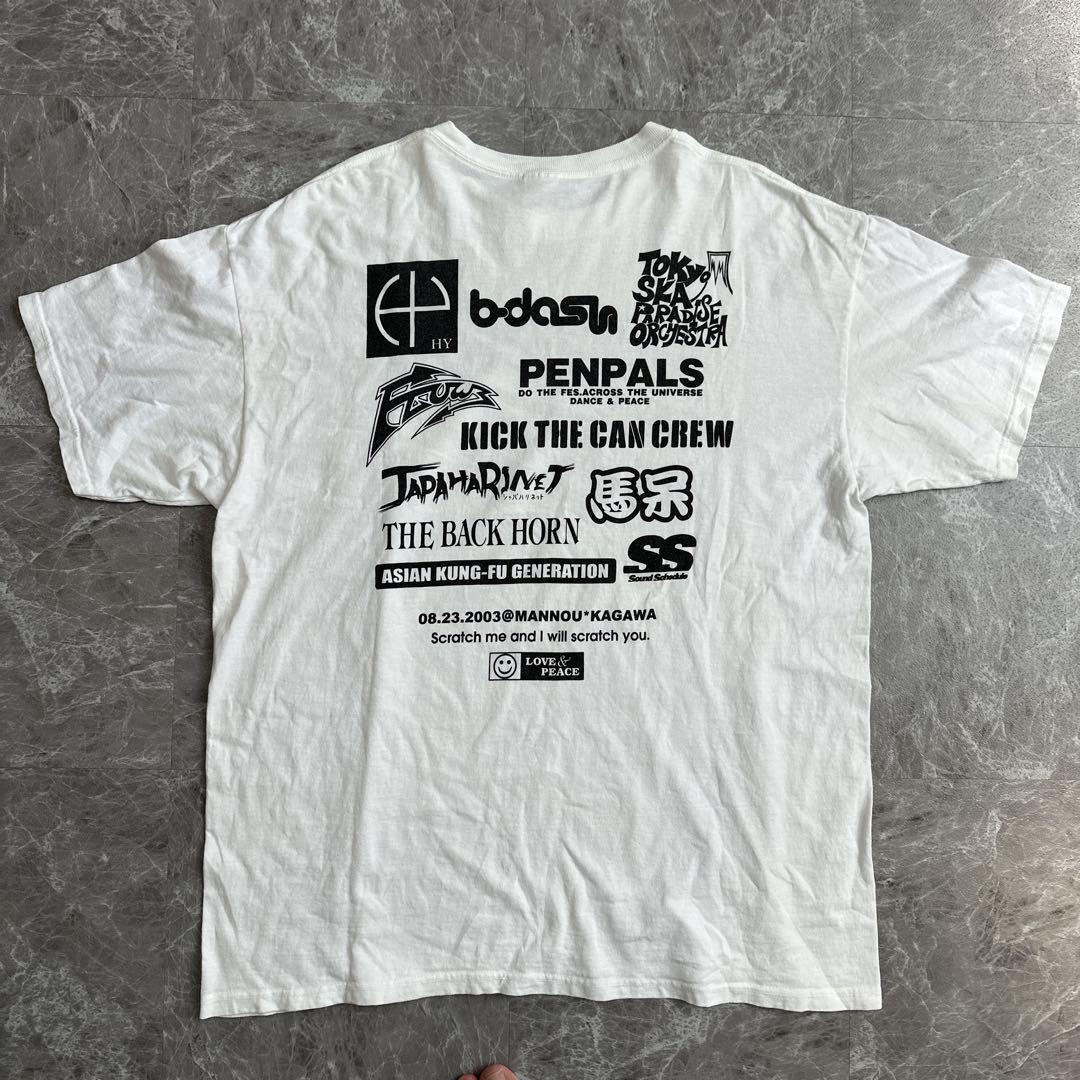 HY
b-dash
TOKYO
SKA
PARADISE
ORCHESTRA
PENPALS
DO THE FES.ACROSS THE UNIVERSE
DANCE & PEACE
KICK THE CAN CREW
JAPAHARINET
ジャパハリネット
馬呆
THE BACK HORN
SS
Sound Schedule
ASIAN KUNG-FU GENERATION
08.23.2003@MANNOU*KAGAWA
Scratch me and I will scratch you.
LOVE &
PEACE